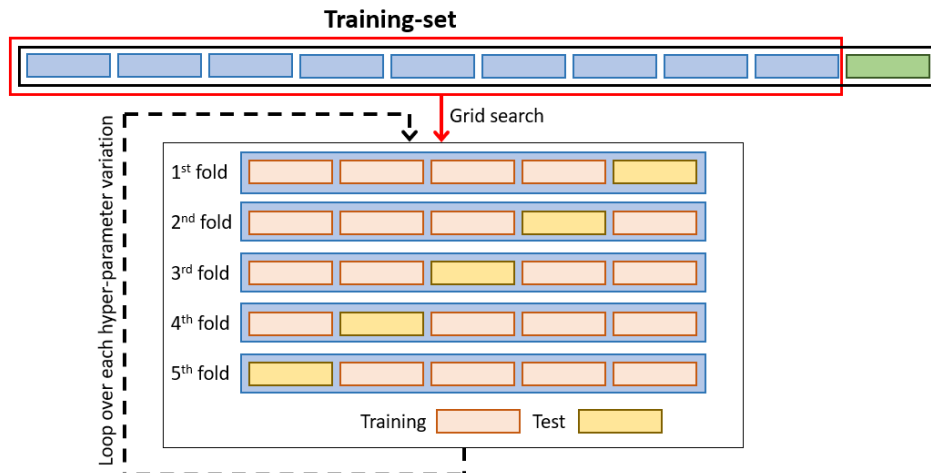 Training-set
Grid search
Loop over each hyper-parameter variation
1st fold
2nd fold
3rd fold
4th fold
5th fold
Training Test